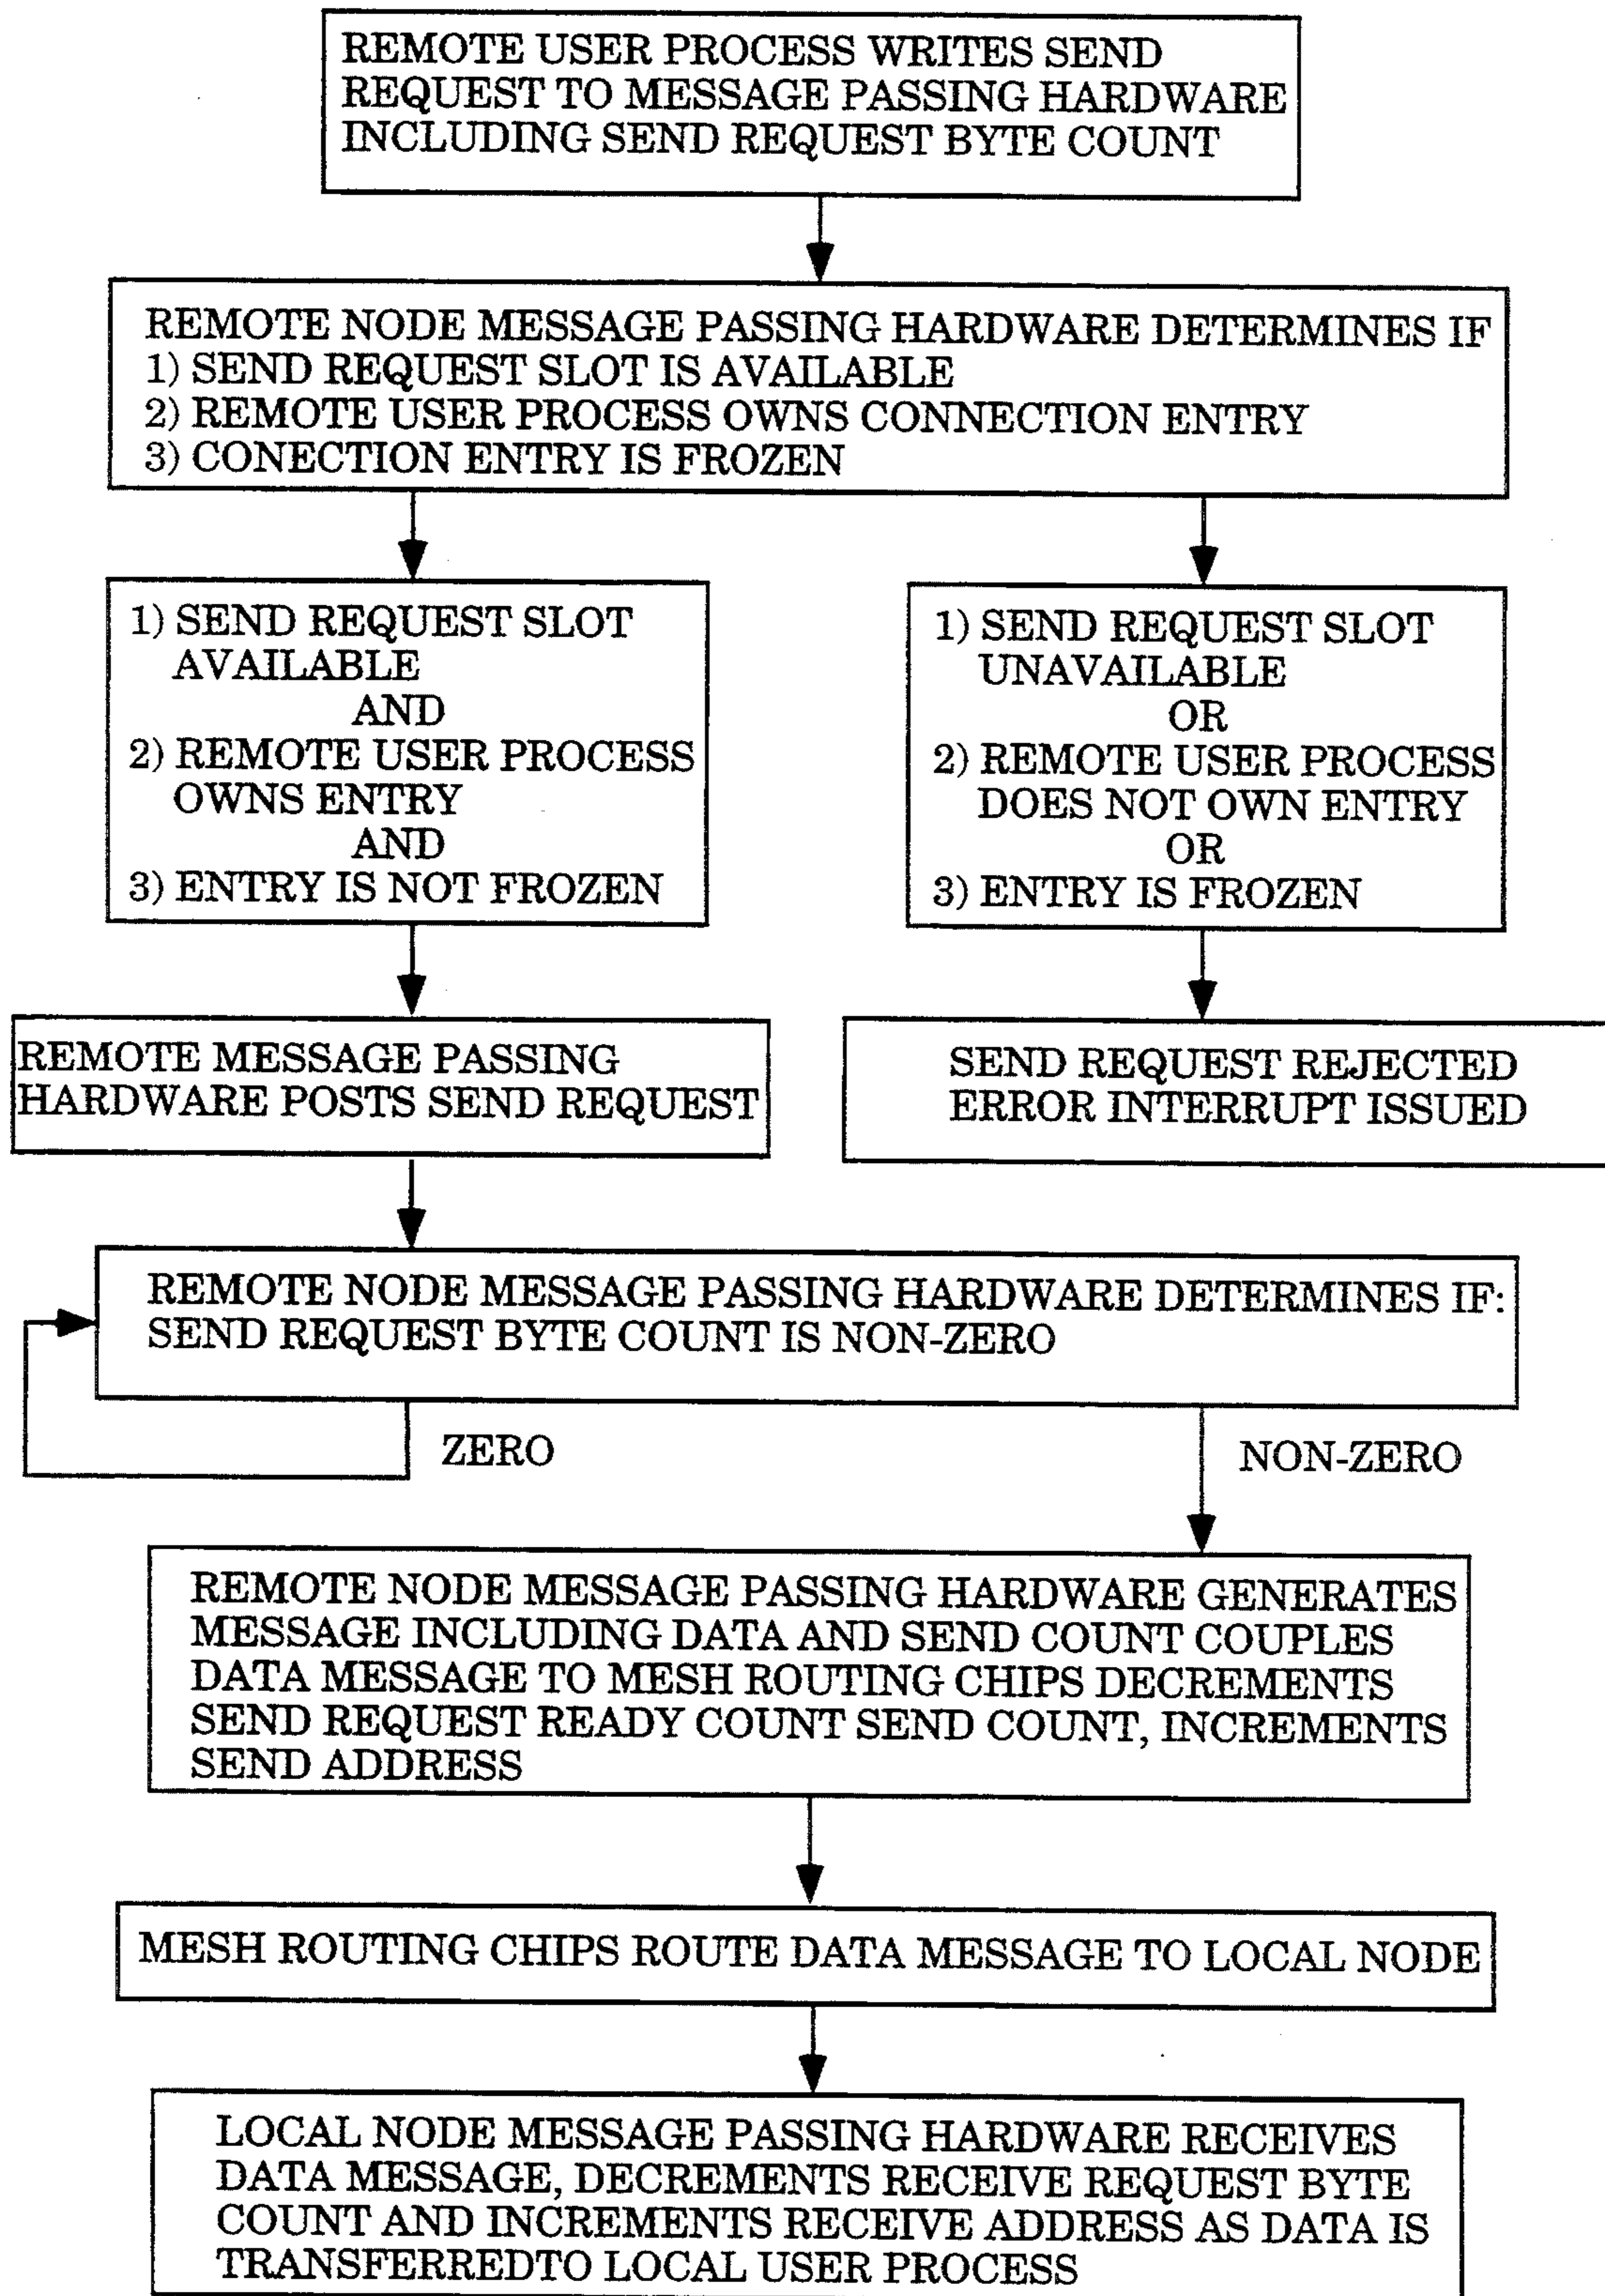 REMOTE USER PROCESS WRITES SEND
REQUEST TO MESSAGE PASSING HARDWARE
INCLUDING SEND REQUEST BYTE COUNT
REMOTE NODE MESSAGE PASSING HARDWARE DETERMINES IF
1) SEND REQUEST SLOT IS AVAILABLE
2) REMOTE USER PROCESS OWNS CONNECTION ENTRY
3) CONECTION ENTRY IS FROZEN
1) SEND REQUEST SLOT
AVAILABLE
AND
2) REMOTE USER PROCESS
OWNS ENTRY
AND
3) ENTRY IS NOT FROZEN
1) SEND REQUEST SLOT
UNAVAILABLE
OR
2) REMOTE USER PROCESS
DOES NOT OWN ENTRY
OR
3) ENTRY IS FROZEN
REMOTE MESSAGE PASSING
HARDWARE POSTS SEND REQUEST
SEND REQUEST REJECTED
ERROR INTERRUPT ISSUED
REMOTE NODE MESSAGE PASSING HARDWARE DETERMINES IF:
SEND REQUEST BYTE COUNT IS NON-ZERO
ZERO
NON-ZERO
REMOTE NODE MESSAGE PASSING HARDWARE GENERATES
MESSAGE INCLUDING DATA AND SEND COUNT COUPLES
DATA MESSAGE TO MESH ROUTING CHIPS DECREMENTS
SEND REQUEST READY COUNT SEND COUNT, INCREMENTS
SEND ADDRESS
MESH ROUTING CHIPS ROUTE DATA MESSAGE TO LOCAL NODE
LOCAL NODE MESSAGE PASSING HARDWARE RECEIVES
DATA MESSAGE, DECREMENTS RECEIVE REQUEST BYTE
COUNT AND INCREMENTS RECEIVE ADDRESS AS DATA IS
TRANSFERREDTO LOCAL USER PROCESS